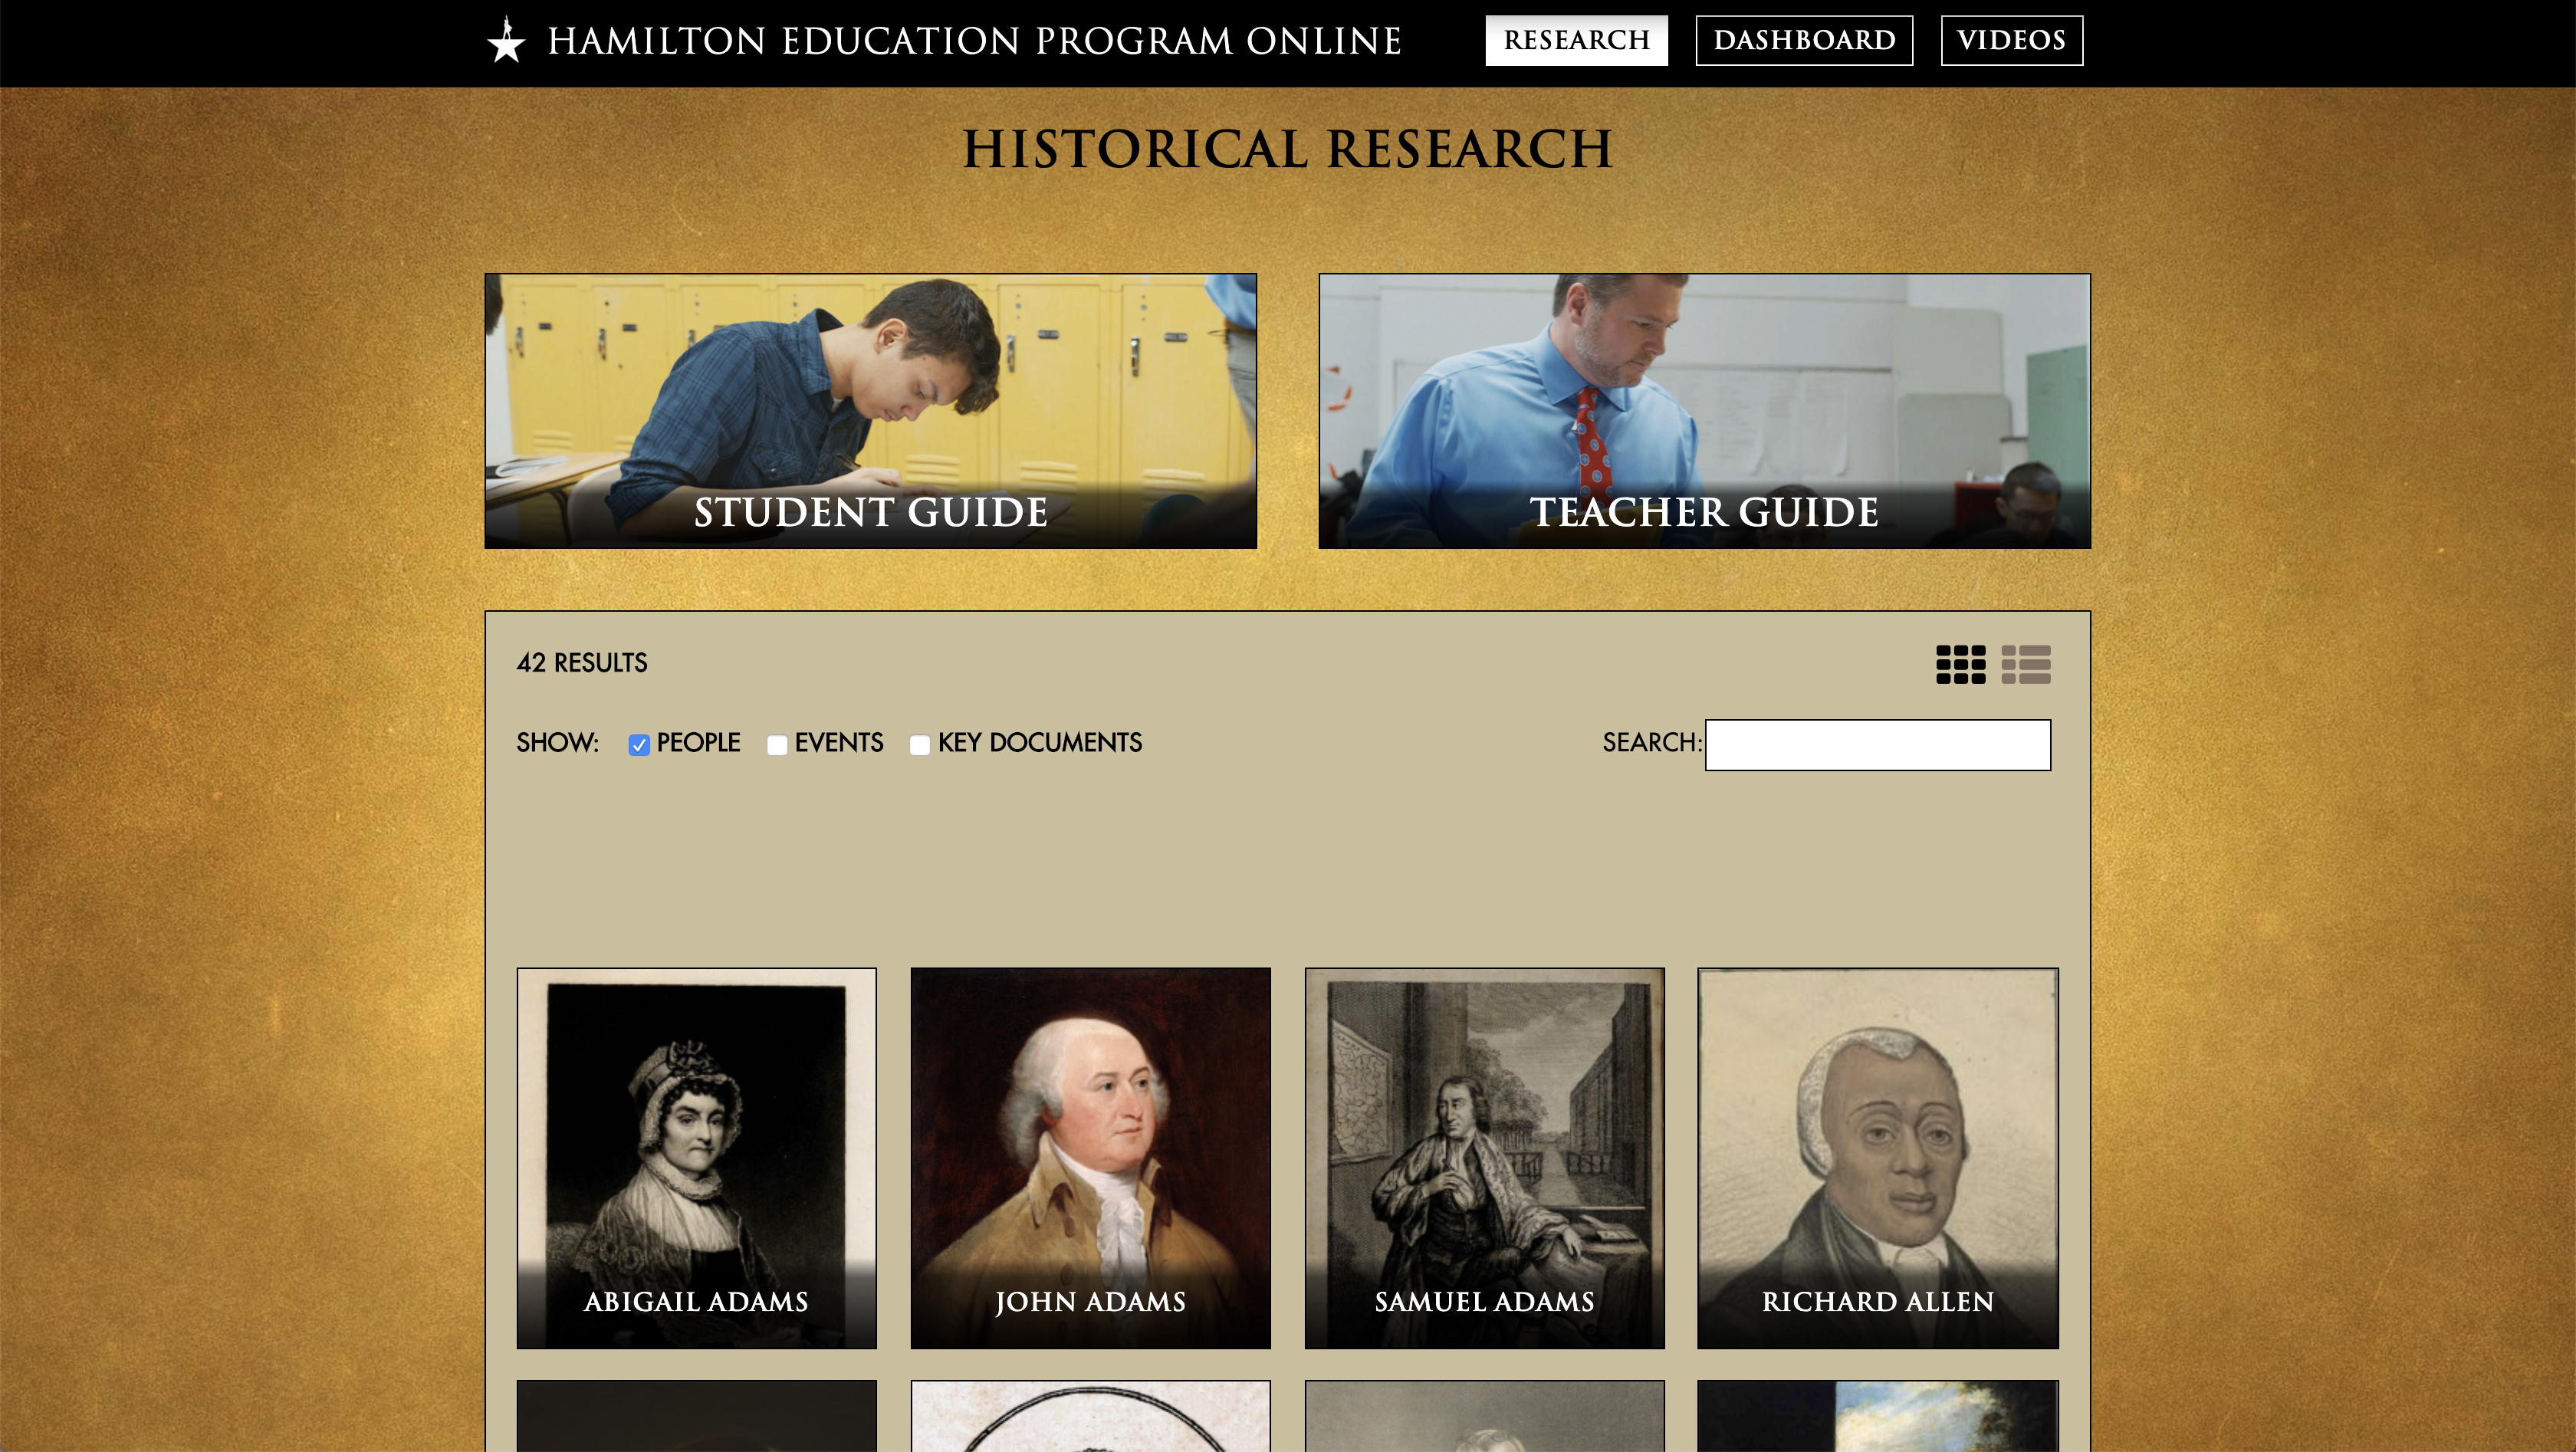 HAMILTON EDUCATION PROGRAM ONLINE
RESEARCH
DASHBOARD
VIDEOS
HISTORICAL RESEARCH
STUDENT GUIDE
TEACHER GUIDE
42 RESULTS
SHOW: PEOPLE EVENTS KEY DOCUMENTS
SEARCH:
ABIGAIL ADAMS
JOHN ADAMS
SAMUEL ADAMS
RICHARD ALLEN